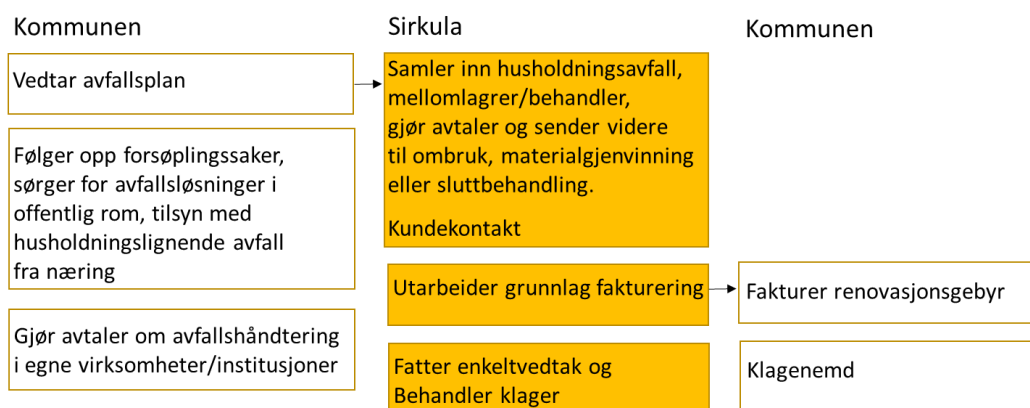 Kommunen
Vedtar avfallsplan
Følger opp forsøplingssaker,
sørger for avfallsløsninger i
offentlig rom, tilsyn med
husholdningslignende avfall
fra næring
Gjør avtaler om avfallshåndtering
i egne virksomheter/institusjoner
Sirkula
Samler inn husholdningsavfall,
mellomlagrer/behandler,
gjør avtaler og sender videre
til ombruk, materialgjenvinning
eller sluttbehandling.
Kundekontakt
Utarbeider grunnlag fakturering
Fatter enkeltvedtak og
Behandler klager
Kommunen
Fakturer renovasjonsgebyr
Klagenemd